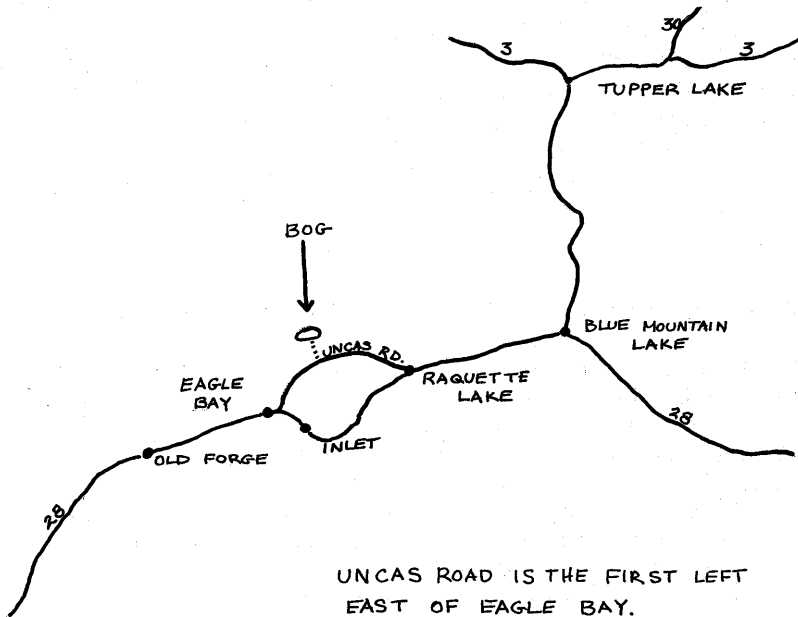 30
3
3
TUPPER LAKE
BOG
UNCAS RD.
BLUE MOUNTAIN
LAKE
EAGLE
BAY
RAQUETTE
LAKE
INLET
OLD FORGE
28
28
UNCAS ROAD IS THE FIRST LEFT
EAST OF EAGLE BAY.